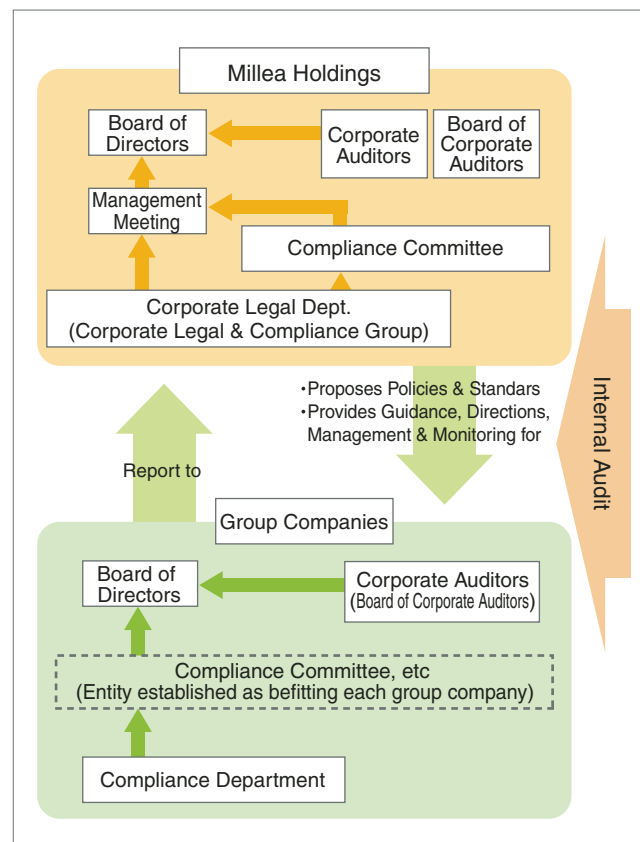 Millea Holdings
Board of
Directors
Corporate
Auditors
Board of
Corporate
Auditors
Management
Meeting
Compliance Committee
Corporate Legal Dept.
(Corporate Legal & Compliance Group)
・Proposes Policies & Standars
・Provides Guidance, Directions,
Management & Monitoring for
Report to
Internal Audit
Group Companies
Board of
Directors
Corporate Auditors
(Board of Corporate Auditors)
Compliance Committee, etc
(Entity established as befitting each group company)
Compliance Department